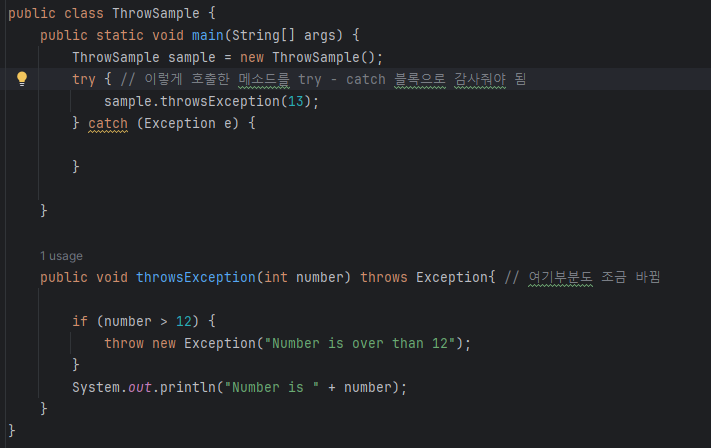 public class ThrowSample {
public static void main(String[] args) {
ThrowSample sample = new ThrowSample();
try { // 이렇게 호출한 메소드를 try - catch 블록으로 감사줘야 됨
sample.throwsException(13);
} catch (Exception e) {
}
}
1 usage
public void throwsException(int number) throws Exception{ // 여기부분도 조금 바뀜
if (number > 12) {
throw new Exception("Number is over than 12");
}
System.out.println("Number is " + number);
}
}